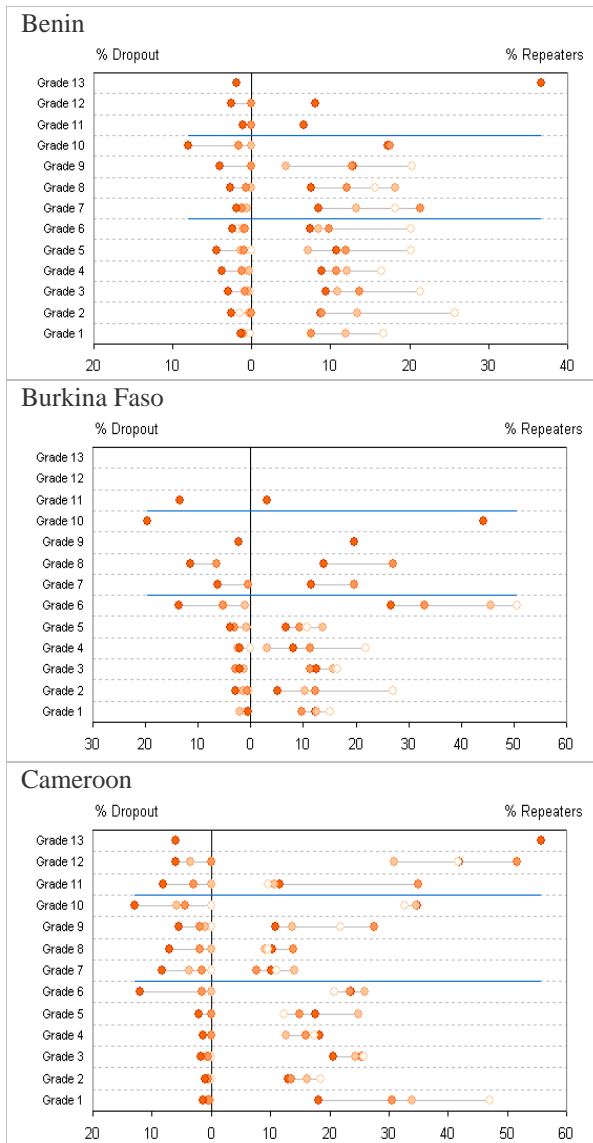 Benin
% Dropout % Repeaters
Grade 13
Grade 12
Grade 11
Grade 10
Grade 9
Grade 8
Grade 7
Grade 6
Grade 5
Grade 4
Grade 3
Grade 2
Grade 1
20 10 0 10 20 30 40
Burkina Faso
% Dropout % Repeaters
Grade 13
Grade 12
Grade 11
Grade 10
Grade 9
Grade 8
Grade 7
Grade 6
Grade 5
Grade 4
Grade 3
Grade 2
Grade 1
30 20 10 0 10 20 30 40 50 60
Cameroon
% Dropout % Repeaters
Grade 13
Grade 12
Grade 11
Grade 10
Grade 9
Grade 8
Grade 7
Grade 6
Grade 5
Grade 4
Grade 3
Grade 2
Grade 1
20 10 0 10 20 30 40 50 60